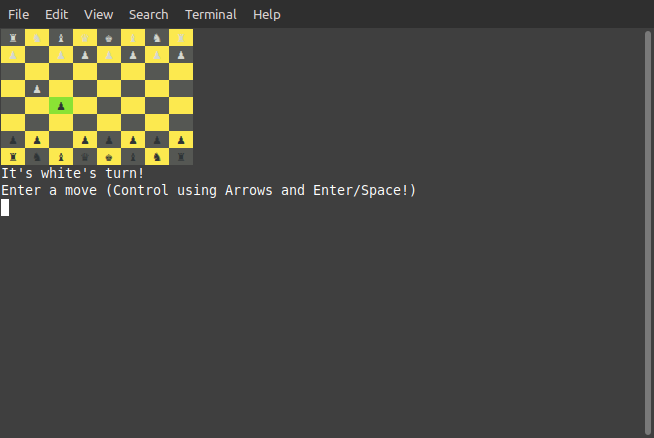 File Edit View Search Terminal Help
It's white's turn!
Enter a move (Control using Arrows and Enter/Space!)